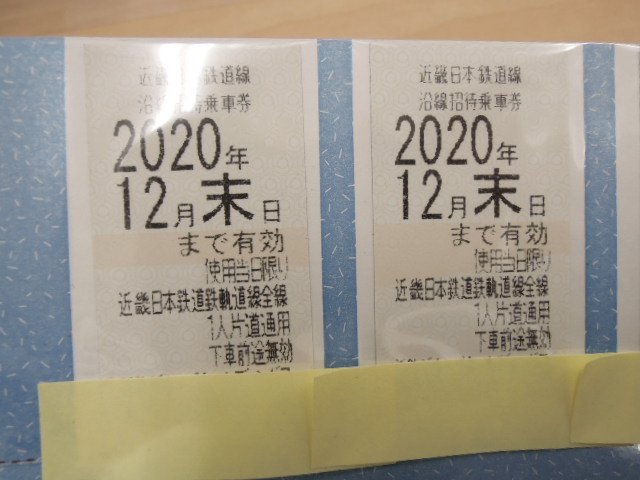 近畿日本鉄道線
沿線招待乗車券
2020年
12月末日
まで有効
使用当日限り
近畿日本鉄道鉄軌道線全線
1人片道通用
下車前途無効
近畿日本鉄道線
沿線招待乗車券
2020年
12月末日
まで有効
使用当日限り
近畿日本鉄道鉄軌道線全線
1人片道通用
下車前途無効